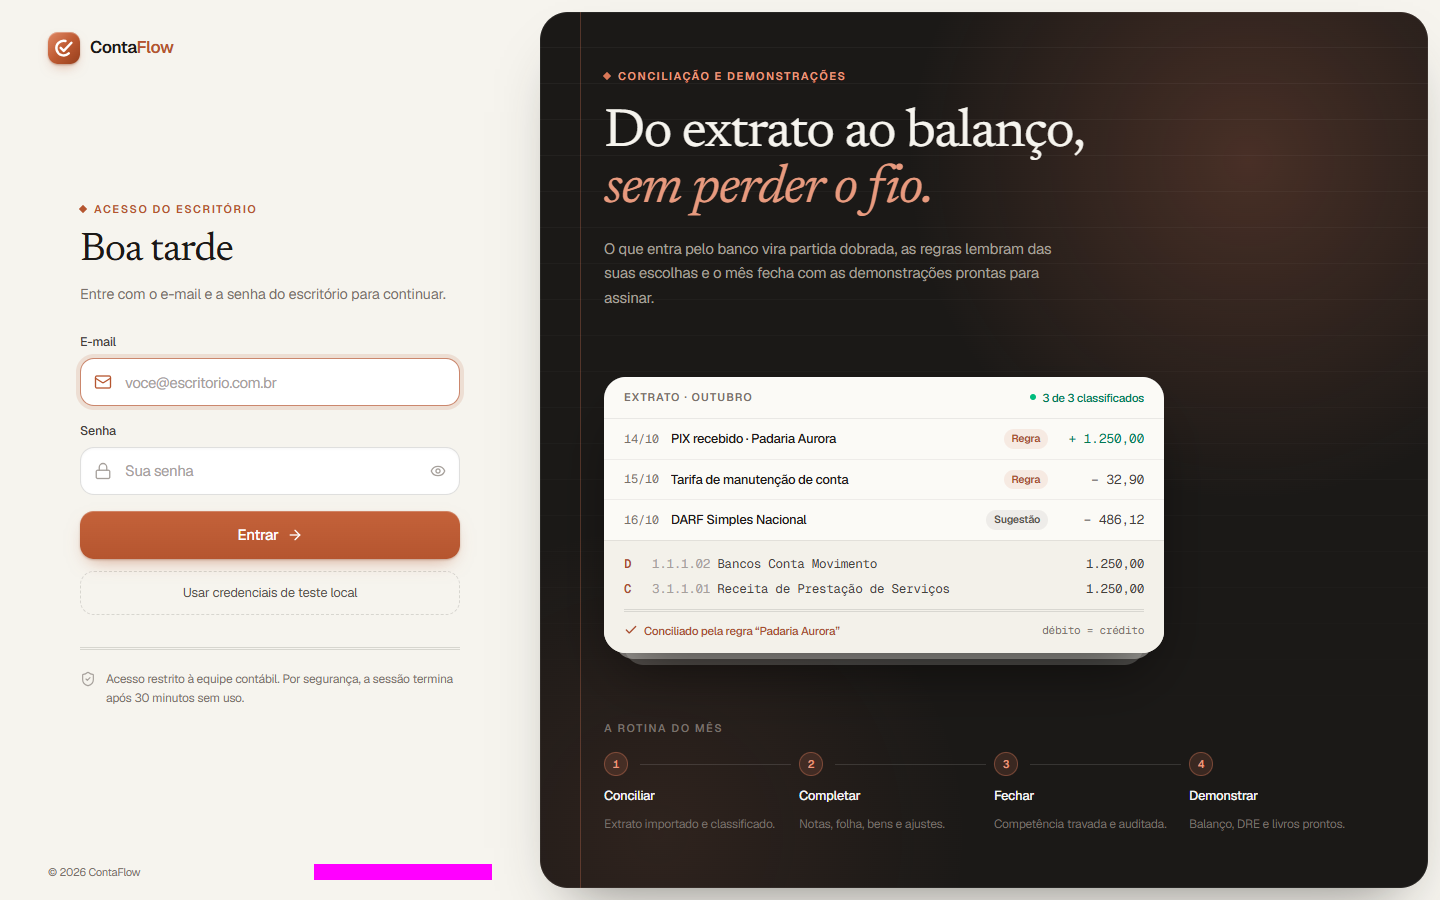 ContaFlow
ACESSO DO ESCRITÓRIO
Boa tarde
Entre com o e-mail e a senha do escritório para continuar.
E-mail
voce@escritorio.com.br
Senha
Sua senha
Entrar
Usar credenciais de teste local
Acesso restrito à equipe contábil. Por segurança, a sessão termina
após 30 minutos sem uso.
© 2026 ContaFlow
CONCILIAÇÃO E DEMONSTRAÇÕES
Do extrato ao balanço,
sem perder o fio.
O que entra pelo banco vira partida dobrada, as regras lembram das
suas escolhas e o mês fecha com as demonstrações prontas para
assinar.
EXTRATO · OUTUBRO 3 de 3 classificados
14/10 PIX recebido · Padaria Aurora Regra + 1.250,00
15/10 Tarifa de manutenção de conta Regra − 32,90
16/10 DARF Simples Nacional Sugestão − 486,12
D 1.1.1.02 Bancos Conta Movimento 1.250,00
C 3.1.1.01 Receita de Prestação de Serviços 1.250,00
Conciliado pela regra “Padaria Aurora” débito = crédito
A ROTINA DO MÊS
1 2 3 4
Conciliar Completar Fechar Demonstrar
Extrato importado e classificado. Notas, folha, bens e ajustes. Competência travada e auditada. Balanço, DRE e livros prontos.